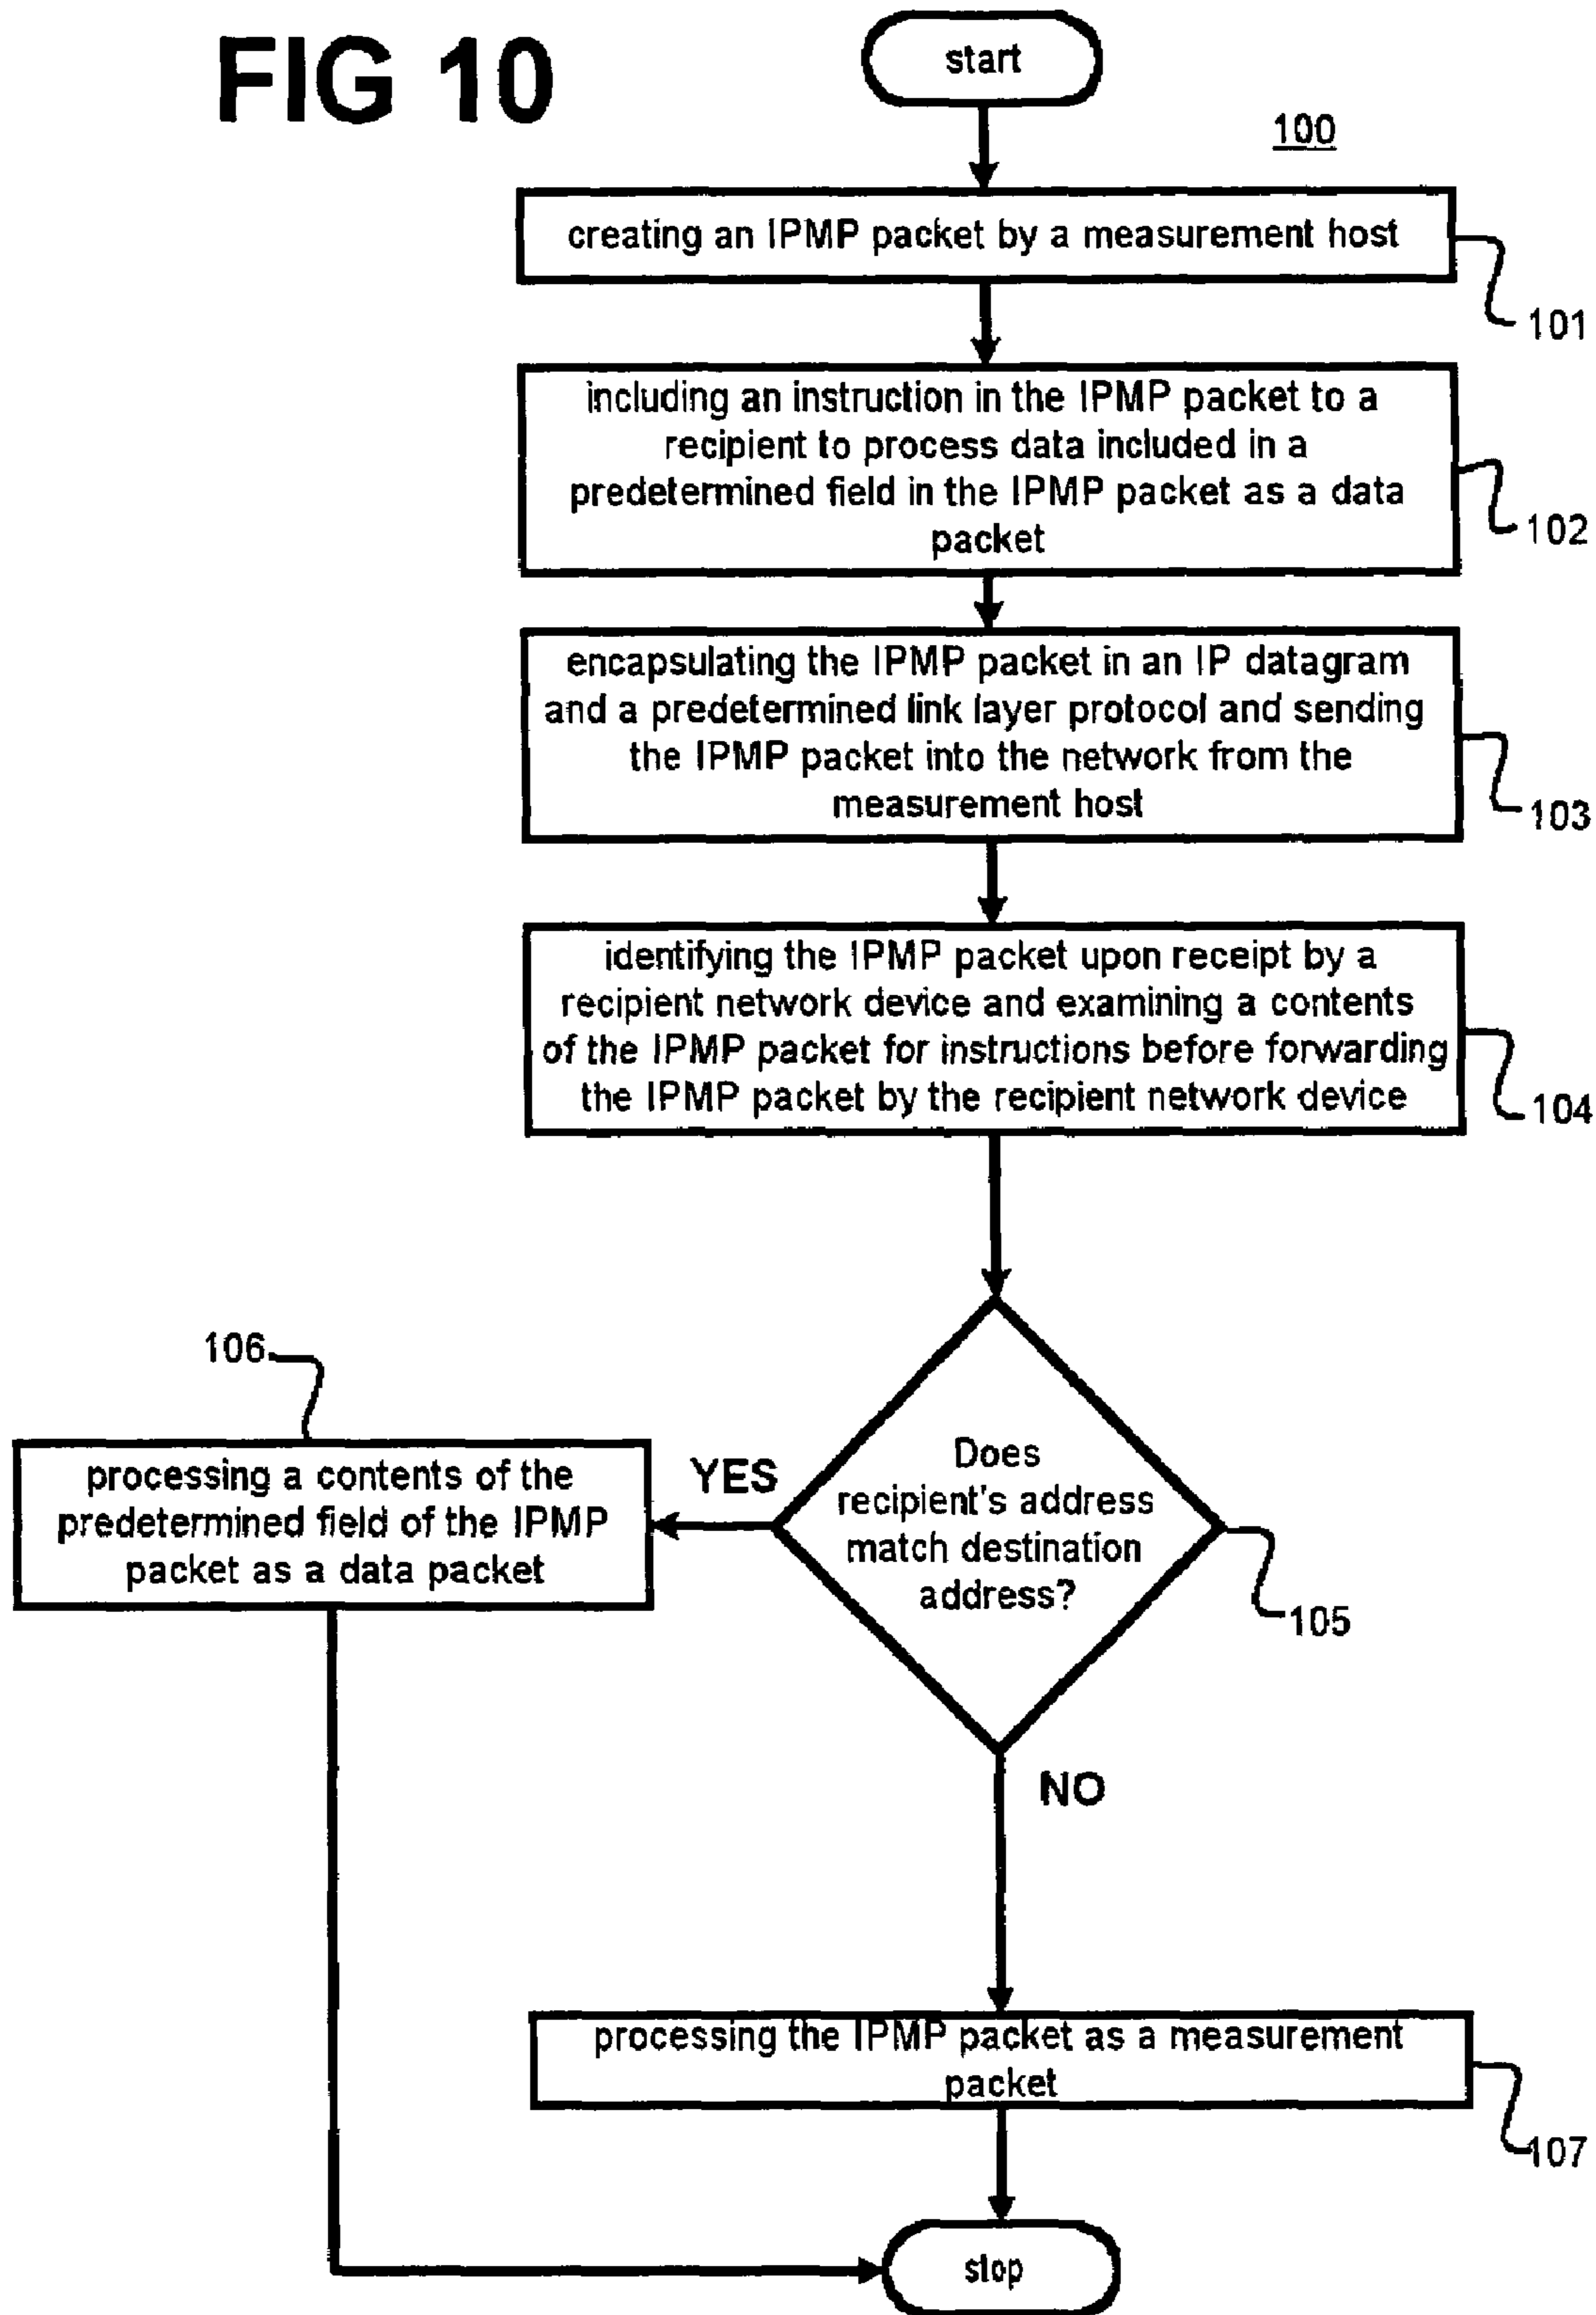 FIG 10
start
100
creating an IPMP packet by a measurement host
101
including an instruction in the IPMP packet to a
recipient to process data included in a
predetermined field in the IPMP packet as a data
packet
102
encapsulating the IPMP packet in an IP datagram
and a predetermined link layer protocol and sending
the IPMP packet into the network from the
measurement host
103
identifying the IPMP packet upon receipt by a
recipient network device and examining a contents
of the IPMP packet for instructions before forwarding
the IPMP packet by the recipient network device
104
Does
recipient's address
match destination
address?
105
YES
106
processing a contents of the
predetermined field of the IPMP
packet as a data packet
NO
processing the IPMP packet as a measurement
packet
107
stop